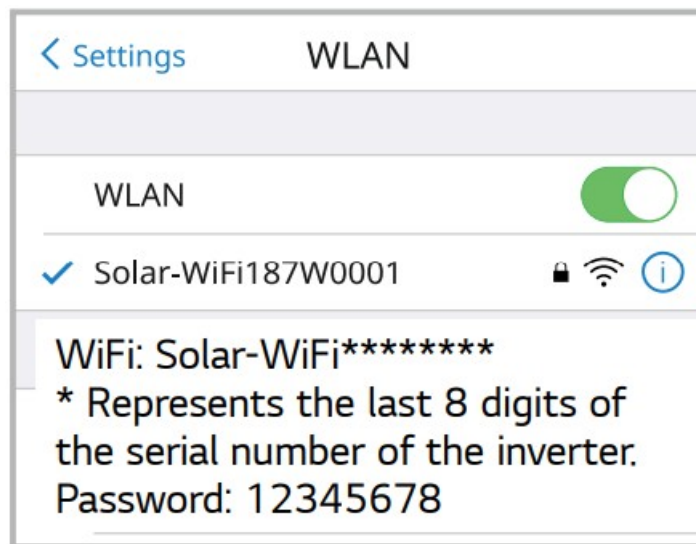 Settings WLAN
WLAN
Solar-WiFi187W0001
WiFi: Solar-WiFi********
* Represents the last 8 digits of
the serial number of the inverter.
Password: 12345678